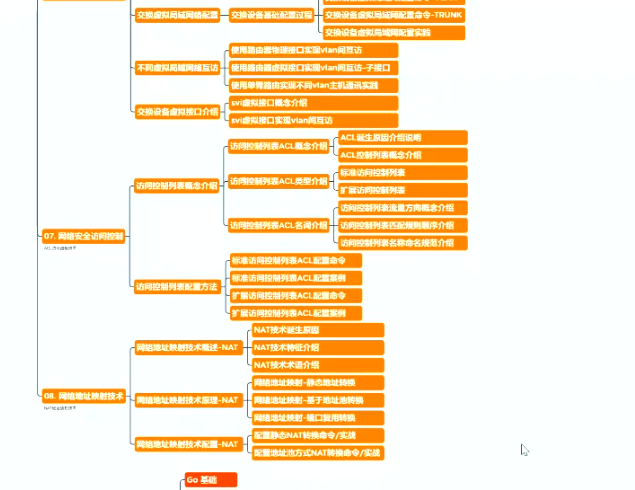 交换虚拟局域网络配置
交换设备基础配置过程
交换设备虚拟局域网配置命令-TRUNK
交换设备虚拟局域网配置实践
不同虚拟局域网络互访
使用路由器物理接口实现vlan间互访
使用路由器虚拟接口实现vlan间互访-子接口
使用单臂路由实现不同vlan主机通讯实践
交换设备虚拟接口介绍
svi虚拟接口概念介绍
svi虚拟接口实现vlan间互访
07. 网络安全访问控制
访问控制列表概念介绍
访问控制列表ACL概念介绍
ACL诞生原因介绍说明
ACL控制列表概念介绍
访问控制列表ACL类型介绍
标准访问控制列表
扩展访问控制列表
访问控制列表ACL名词介绍
访问控制列表流量方向概念介绍
访问控制列表匹配规则顺序介绍
访问控制列表名称命名规范介绍
访问控制列表配置方法
标准访问控制列表ACL配置命令
标准访问控制列表ACL配置案例
扩展访问控制列表ACL配置命令
扩展访问控制列表ACL配置案例
08. 网络地址映射技术
网络地址映射技术概述-NAT
NAT技术诞生原因
NAT技术特征介绍
NAT技术术语介绍
网络地址映射技术原理-NAT
网络地址映射-静态地址转换
网络地址映射-基于地址池转换
网络地址映射-端口复用转换
网络地址映射技术配置-NAT
配置静态NAT转换命令/实战
配置地址池方式NAT转换命令/实战
Go 基础